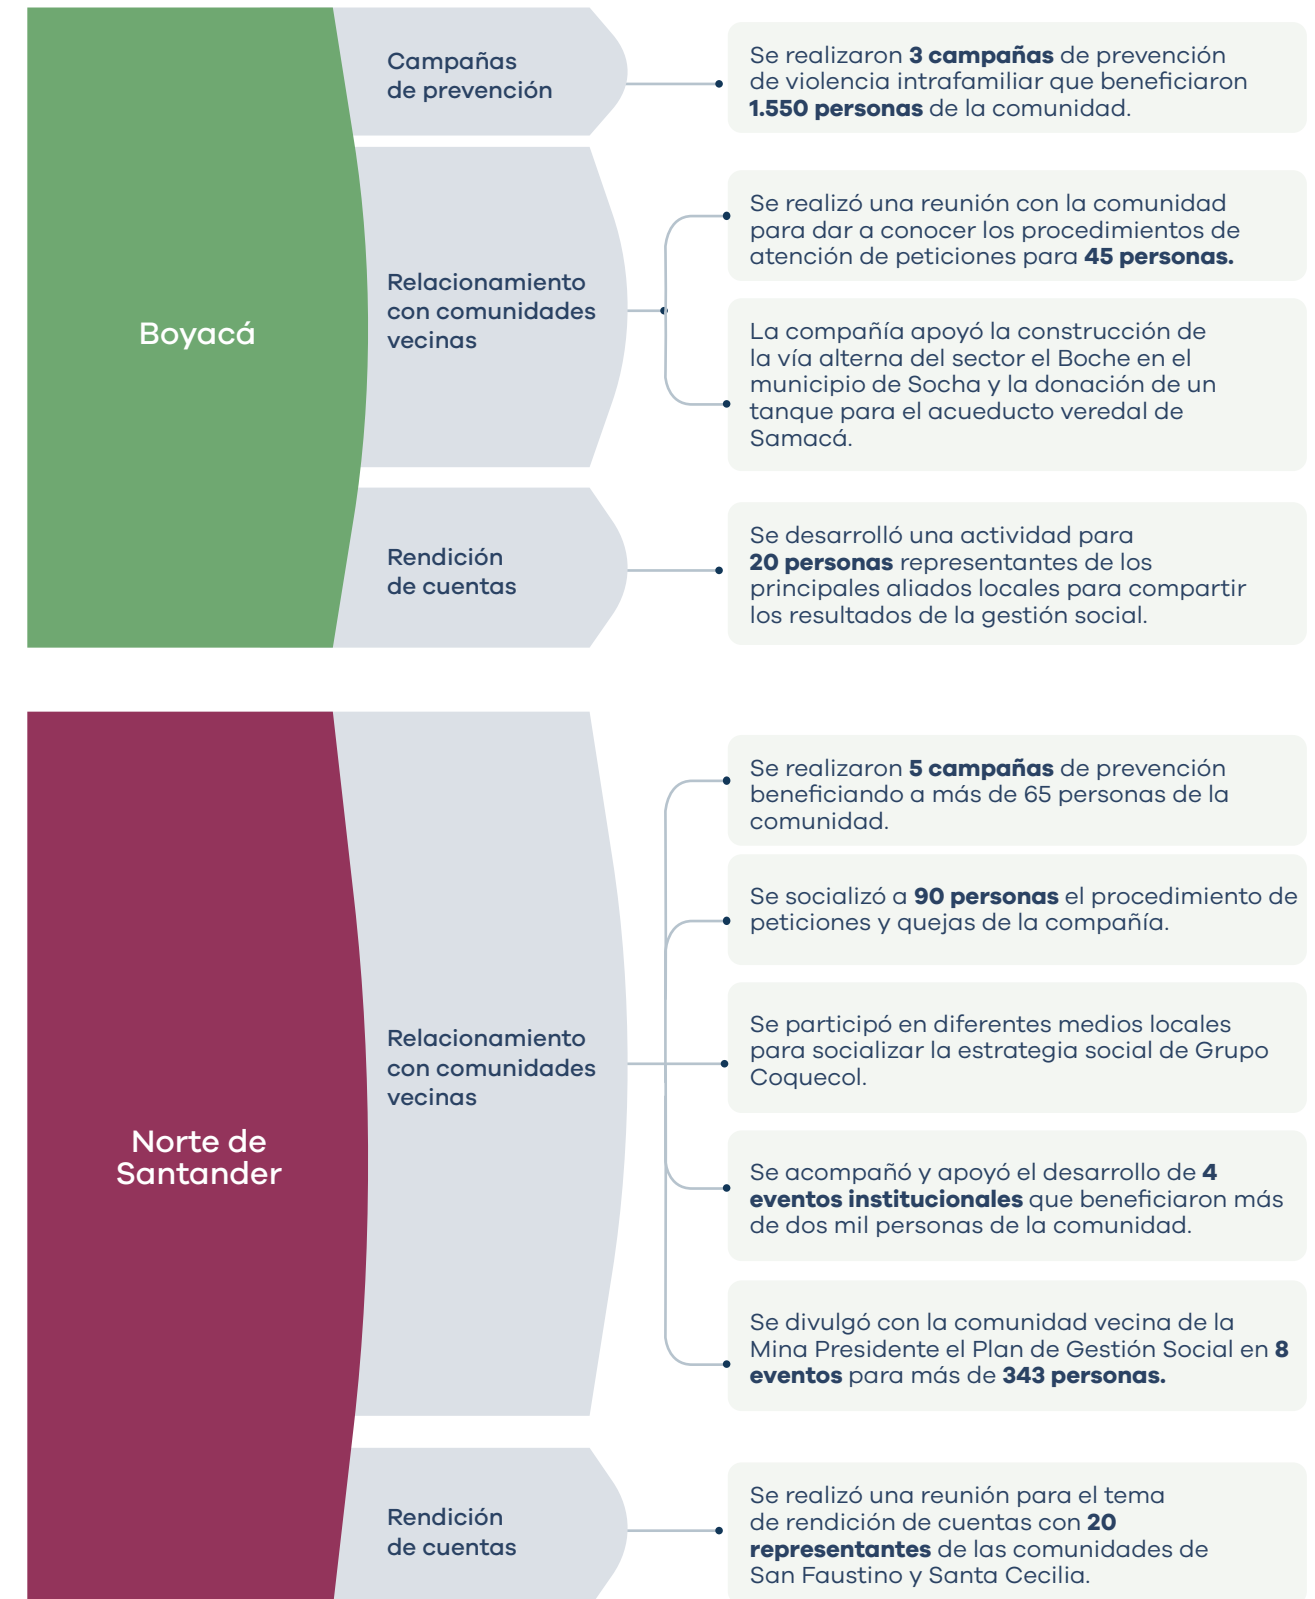 Boyacá
Campañas
de prevención
Se realizaron 3 campañas de prevención
de violencia intrafamiliar que beneficiaron
1.550 personas de la comunidad.
Relacionamiento
con comunidades
vecinas
Se realizó una reunión con la comunidad
para dar a conocer los procedimientos de
atención de peticiones para 45 personas.
La compañía apoyó la construcción de
la vía alterna del sector el Boche en el
municipio de Socha y la donación de un
tanque para el acueducto veredal de
Samacá.
Rendición
de cuentas
Se desarrolló una actividad para
20 personas representantes de los
principales aliados locales para compartir
los resultados de la gestión social.
Norte de
Santander
Relacionamiento
con comunidades
vecinas
Se realizaron 5 campañas de prevención
beneficiando a más de 65 personas de la
comunidad.
Se socializó a 90 personas el procedimiento de
peticiones y quejas de la compañía.
Se participó en diferentes medios locales
para socializar la estrategia social de Grupo
Coquecol.
Se acompañó y apoyó el desarrollo de 4
eventos institucionales que beneficiaron más
de dos mil personas de la comunidad.
Se divulgó con la comunidad vecina de la
Mina Presidente el Plan de Gestión Social en 8
eventos para más de 343 personas.
Rendición
de cuentas
Se realizó una reunión para el tema
de rendición de cuentas con 20
representantes de las comunidades de
San Faustino y Santa Cecilia.